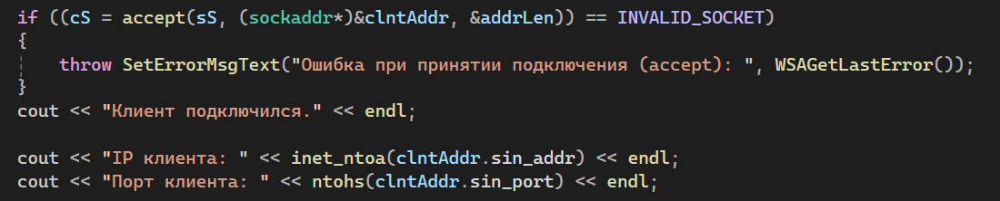 if ((cS = accept(sS, (sockaddr*)&clntAddr, &addrLen)) == INVALID_SOCKET)
{
    throw SetErrorMsgText("Ошибка при принятии подключения (accept): ", WSAGetLastError());
}
cout << "Клиент подключился." << endl;

cout << "IP клиента: " << inet_ntoa(clntAddr.sin_addr) << endl;
cout << "Порт клиента: " << ntohs(clntAddr.sin_port) << endl;